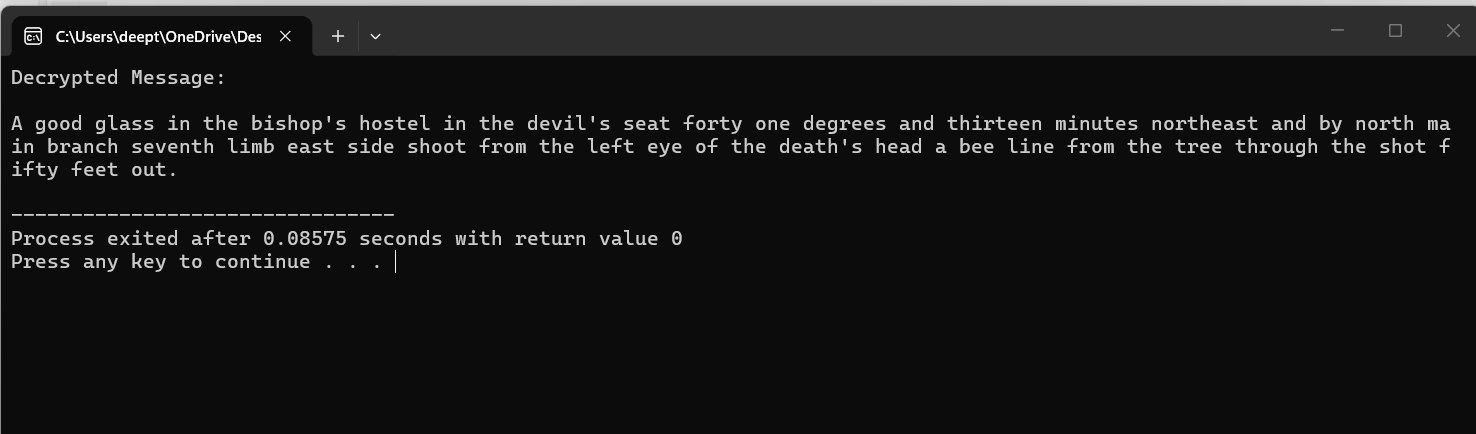 C:\Users\deept\OneDrive\Des
Decrypted Message:
A good glass in the bishop's hostel in the devil's seat forty one degrees and thirteen minutes northeast and by north ma
in branch seventh limb east side shoot from the left eye of the death's head a bee line from the tree through the shot f
ifty feet out.
--------------------------------
Process exited after 0.08575 seconds with return value 0
Press any key to continue . . .